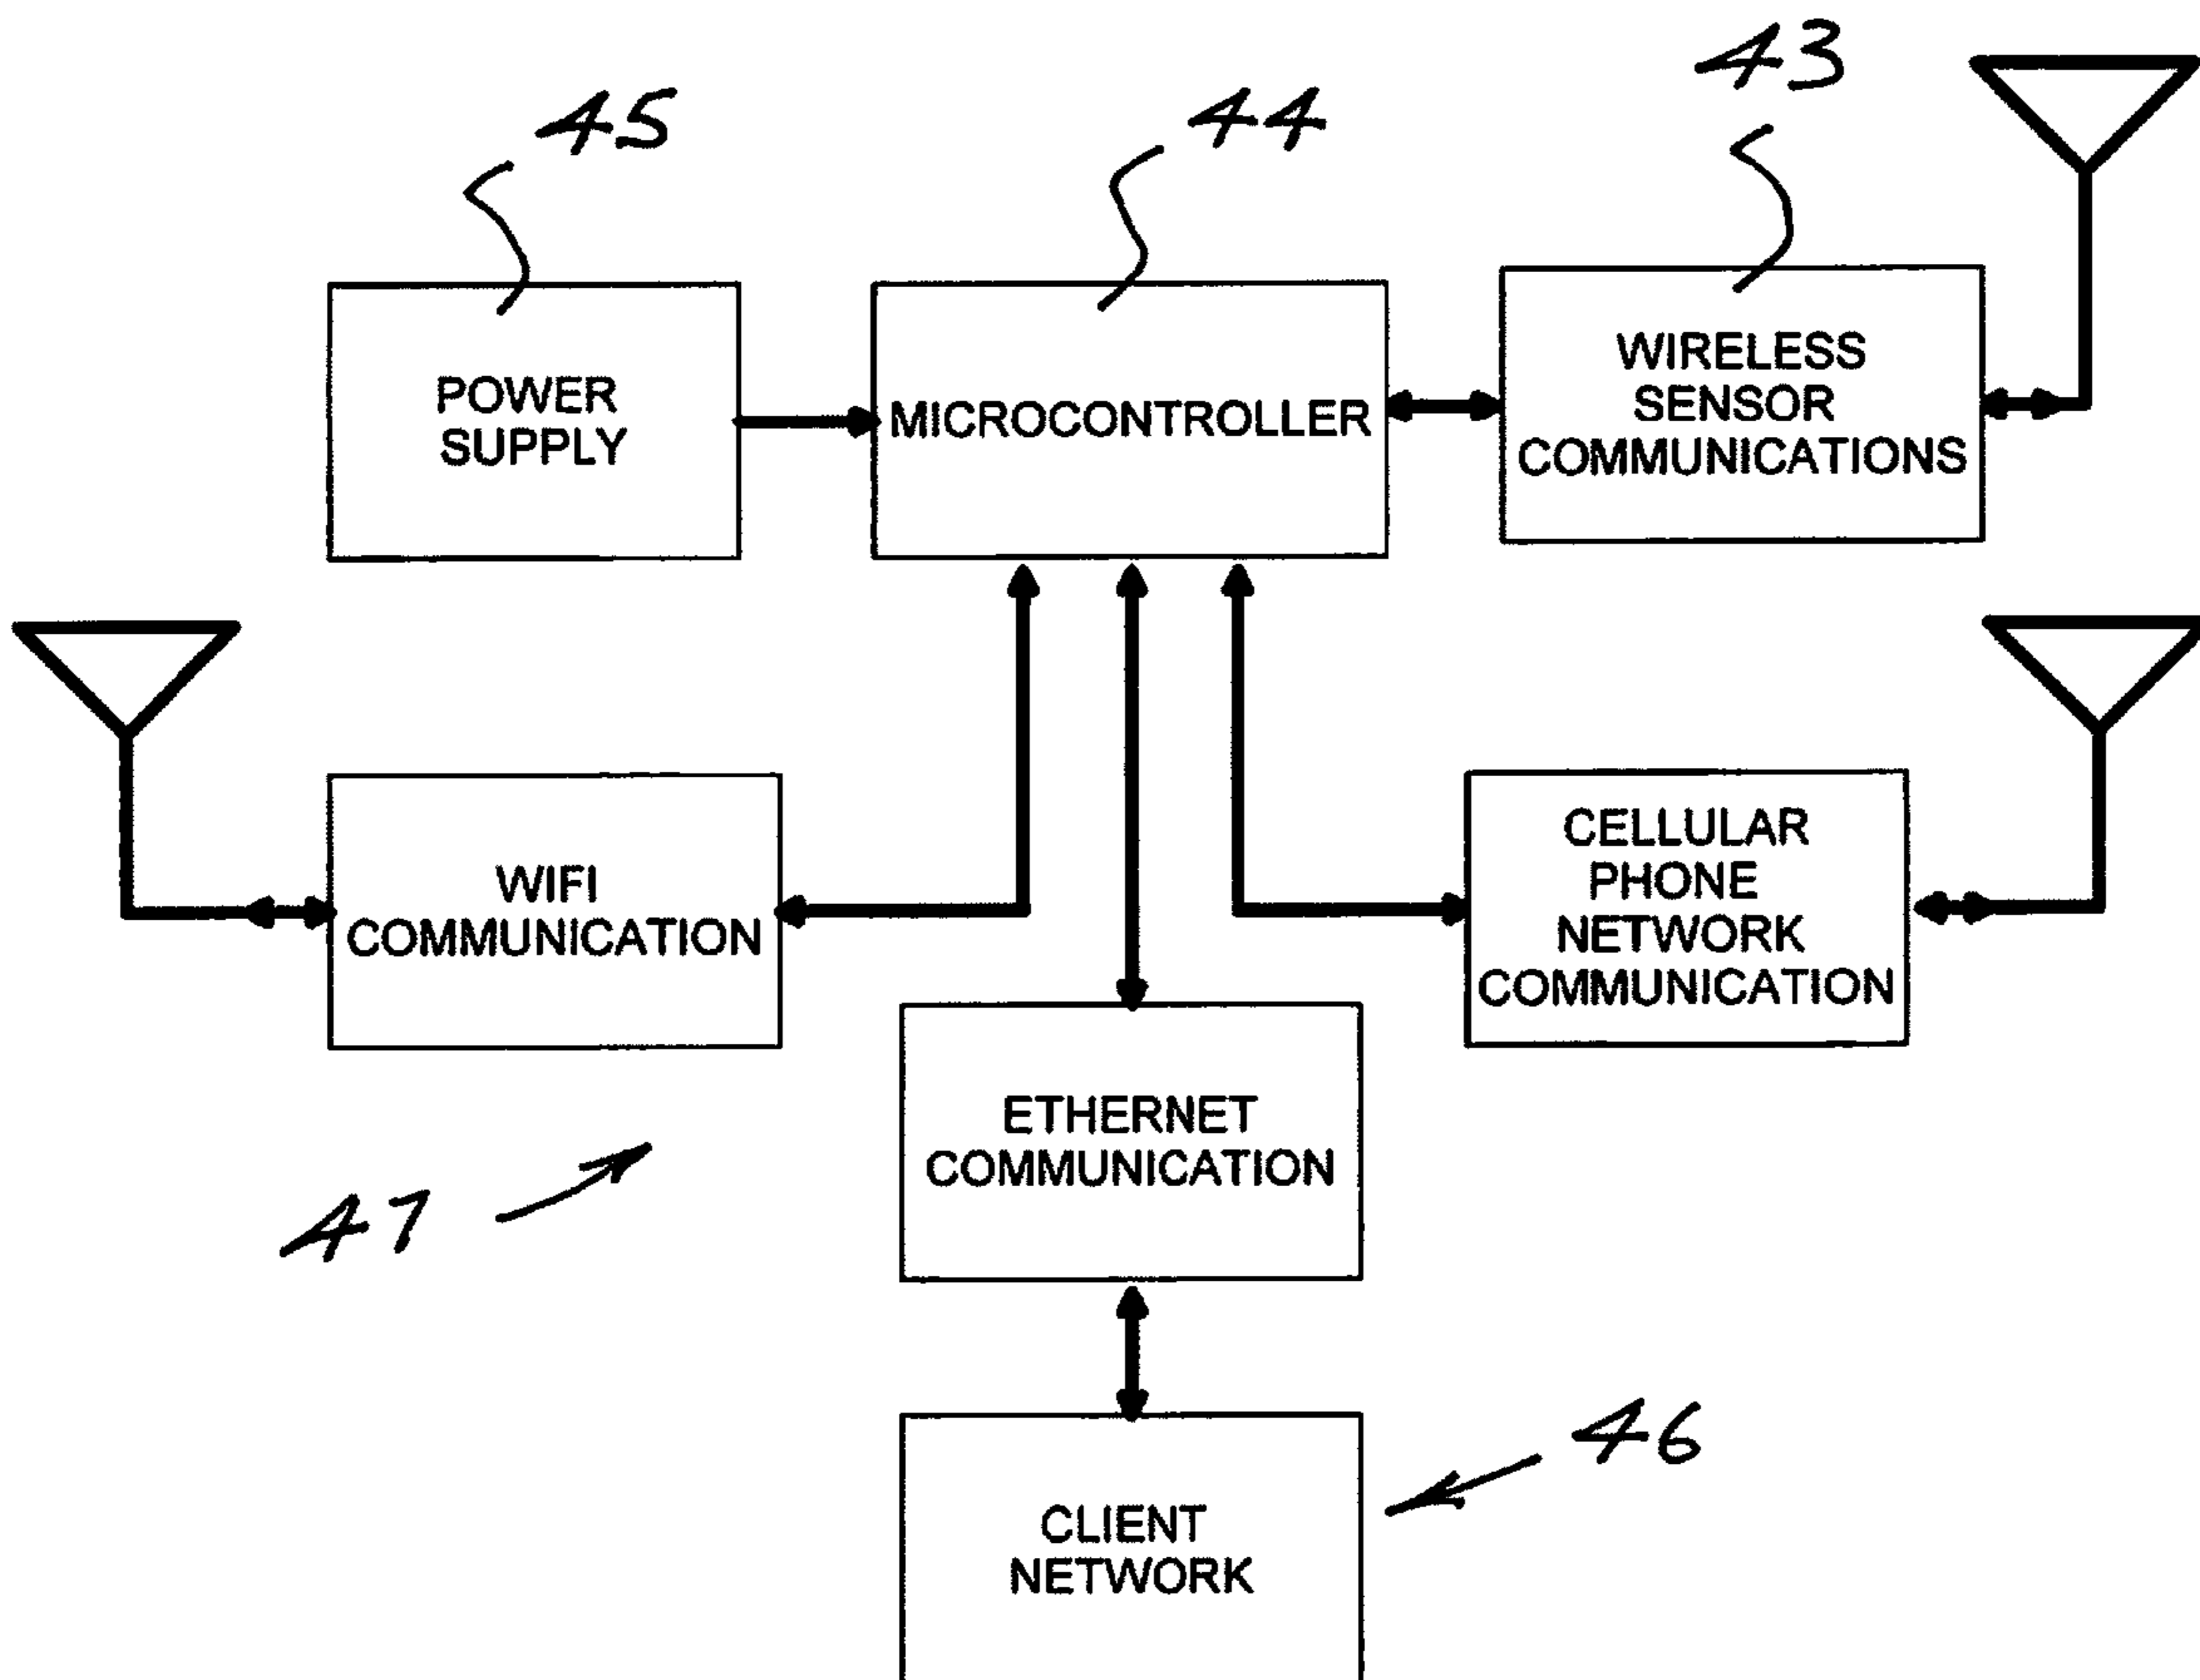 45
44
43
POWER
SUPPLY
MICROCONTROLLER
WIRELESS
SENSOR
COMMUNICATIONS
WIFI
COMMUNICATION
CELLULAR
PHONE
NETWORK
COMMUNICATION
ETHERNET
COMMUNICATION
47
46
CLIENT
NETWORK